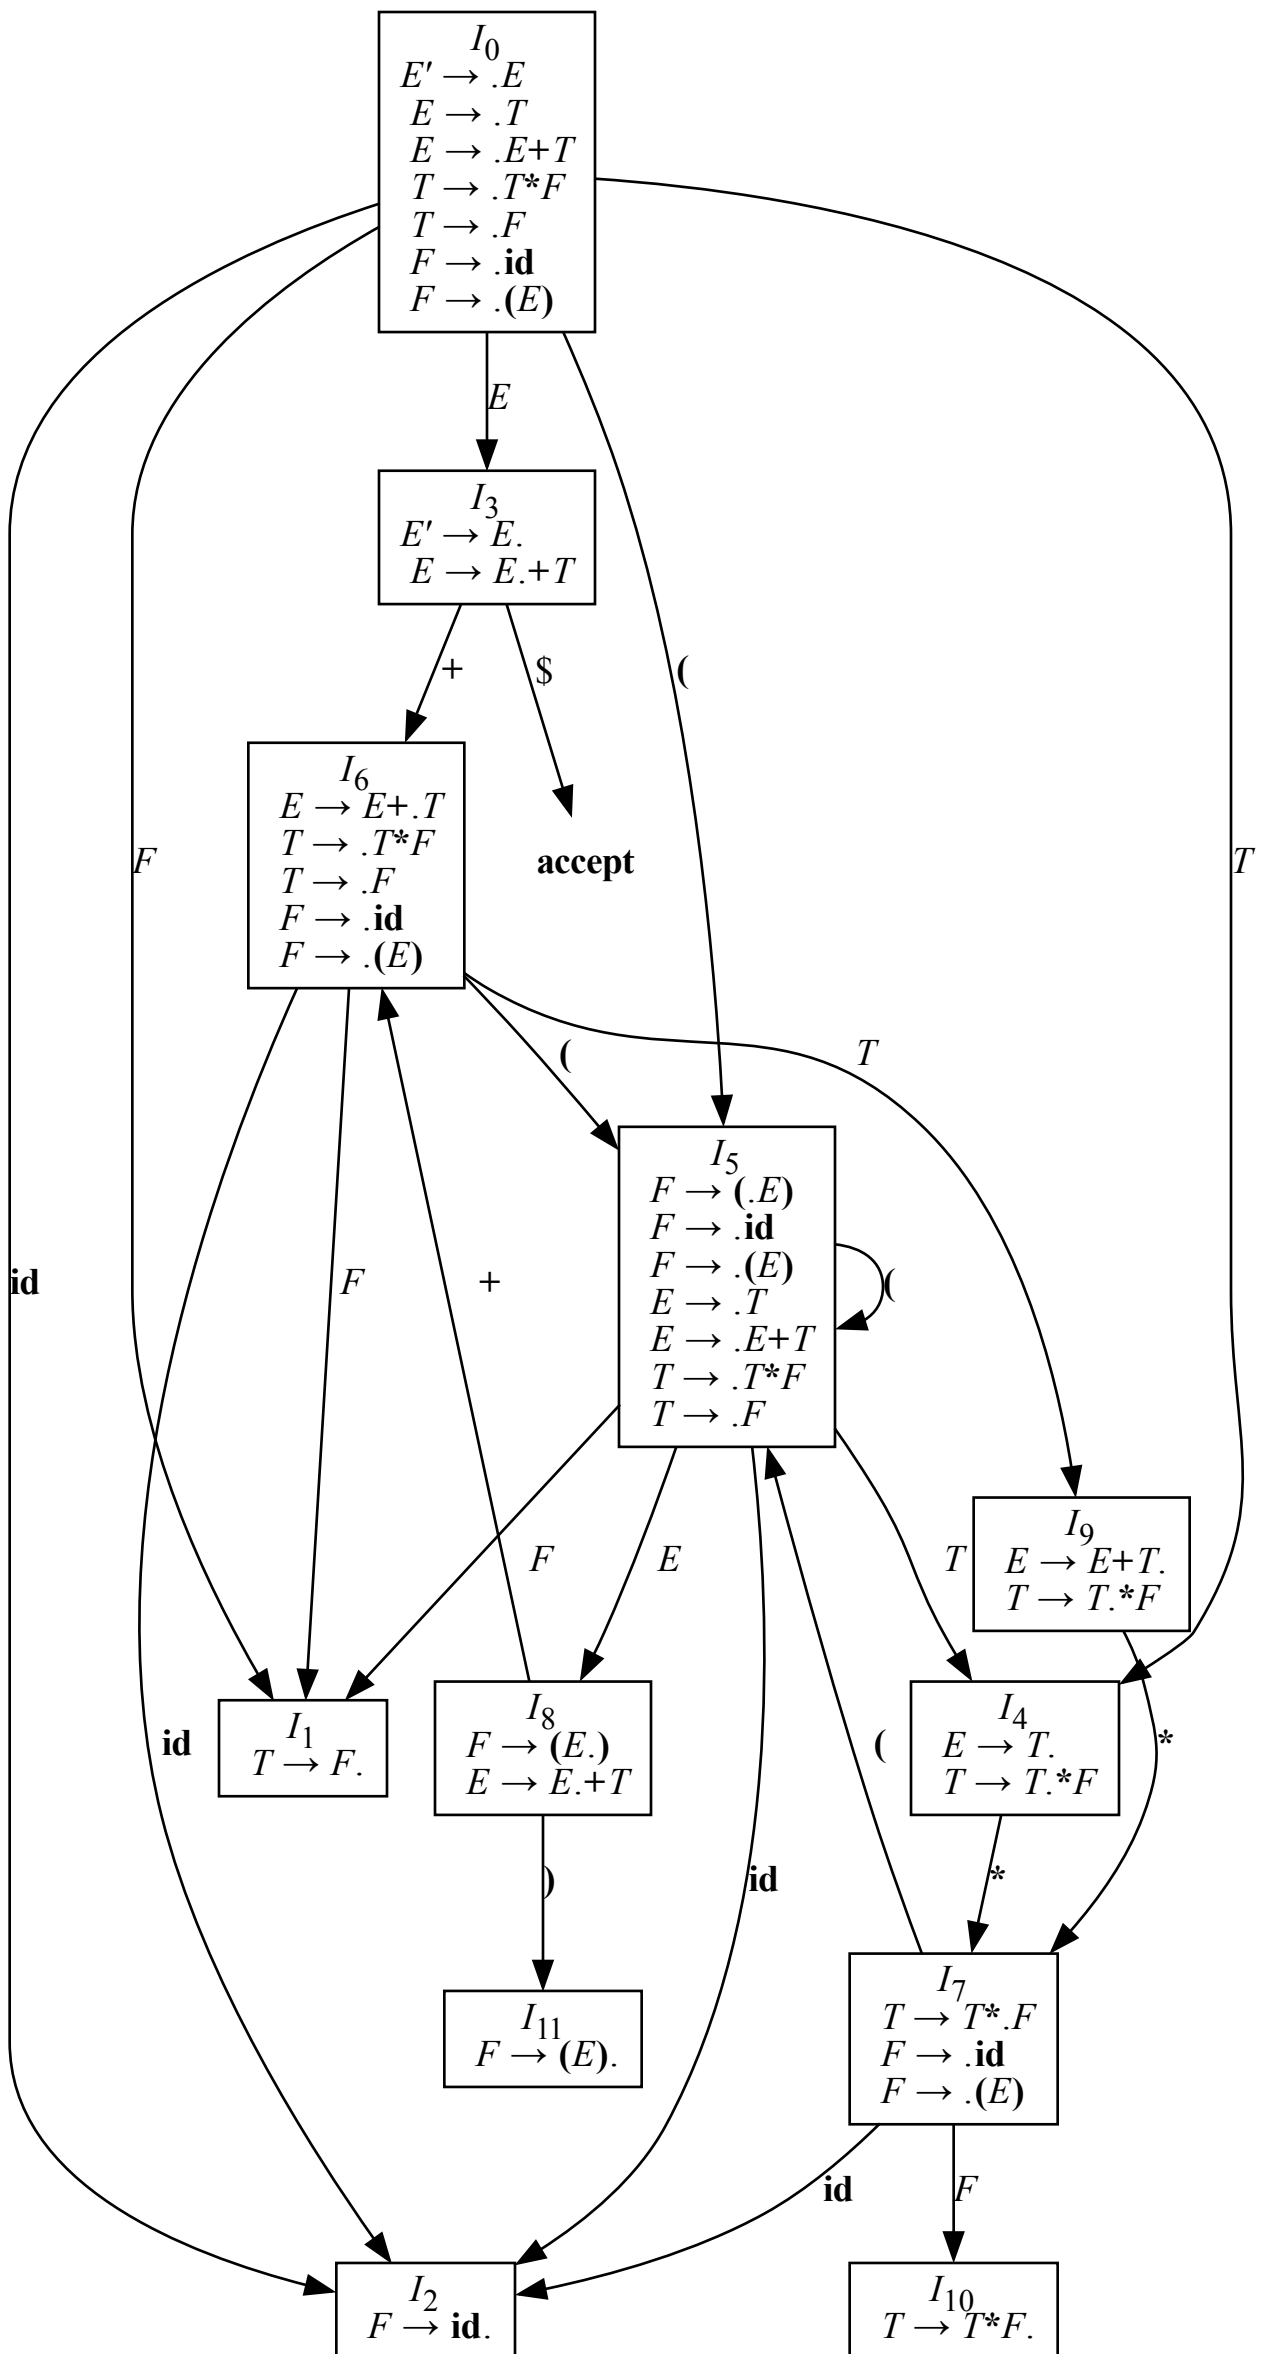 I0
E′ → .E
E → .T
E → .E+T
T → .T*F
T → .F
F → .id
F → .(E)
E
I3
E′ → E.
E → E.+T
+
$
(
I6
E → E+.T
T → .T*F
T → .F
F → .id
F → .(E)
F
accept
T
(
T
I5
F → (.E)
F → .id
F → .(E)
E → .T
E → .E+T
T → .T*F
T → .F
id
F
+
(
I9
E → E+T.
T → T.*F
F
E
T
I1
T → F.
id
I8
F → (E.)
E → E.+T
(
I4
E → T.
T → T.*F
*
)
id
*
I11
F → (E).
I7
T → T*.F
F → .id
F → .(E)
id
F
I2
F → id.
I10
T → T*F.